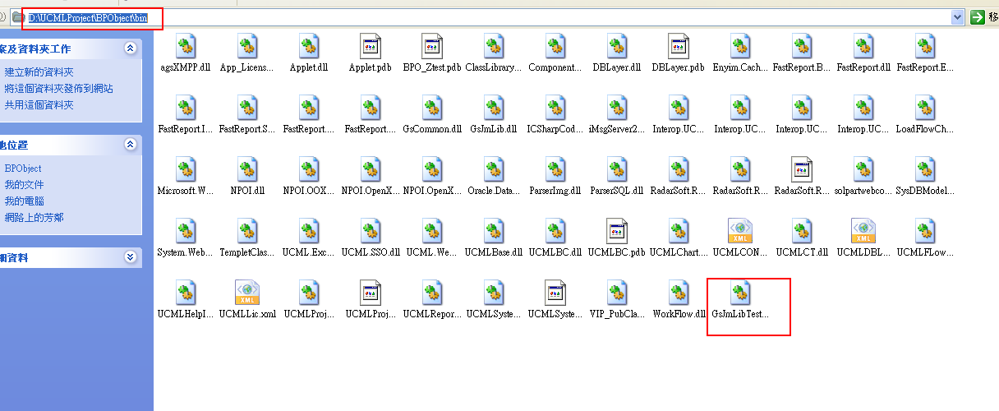 D:\UCMLProject\BPObject\bin
移
案及資料夾工作
建立新的資料夾
將這個資料夾發佈到網站
共用這個資料夾
他位置
BPObject
我的文件
我的電腦
網路上的芳鄰
細資料
agsXMPP.dll App_Licens... Applet.dll Applet.pdb BPO_Ztest.pdb ClassLibrary... Component... DBLayer.dll DBLayer.pdb Enyim.Cach... FastReport.B... FastReport.dll FastReport.E...
FastReport.I... FastReport.S... FastReport.... FastReport.... GsCommon.dll GsJmLib.dll ICSharpCod... iMsgServer2... Interop.UC... Interop.UC... Interop.UC... Interop.UC... LoadFlowCh...
Microsoft.W... NPOI.dll NPOI.OOX... NPOI.OpenX... NPOI.OpenX... Oracle.Data... ParserImg.dll ParserSQL.dll RadarSoft.R... RadarSoft.R... RadarSoft.R... solpartwebco... SysDBModel...
System.Web... TempletClas... UCML.Exc... UCML.SSO.dll UCML.We... UCMLBase.dll UCMLBC.dll UCMLBC.pdb UCMLChart... UCMLCON... UCMLCT.dll UCMLDBL... UCMLFLow...
UCMLHelpI... UCMLLic.xml UCMLProj... UCMLProj... UCMLRepor... UCMLSyste... UCMLSyste... VIP_PubCla... WorkFlow.dll GsJmLibTest...